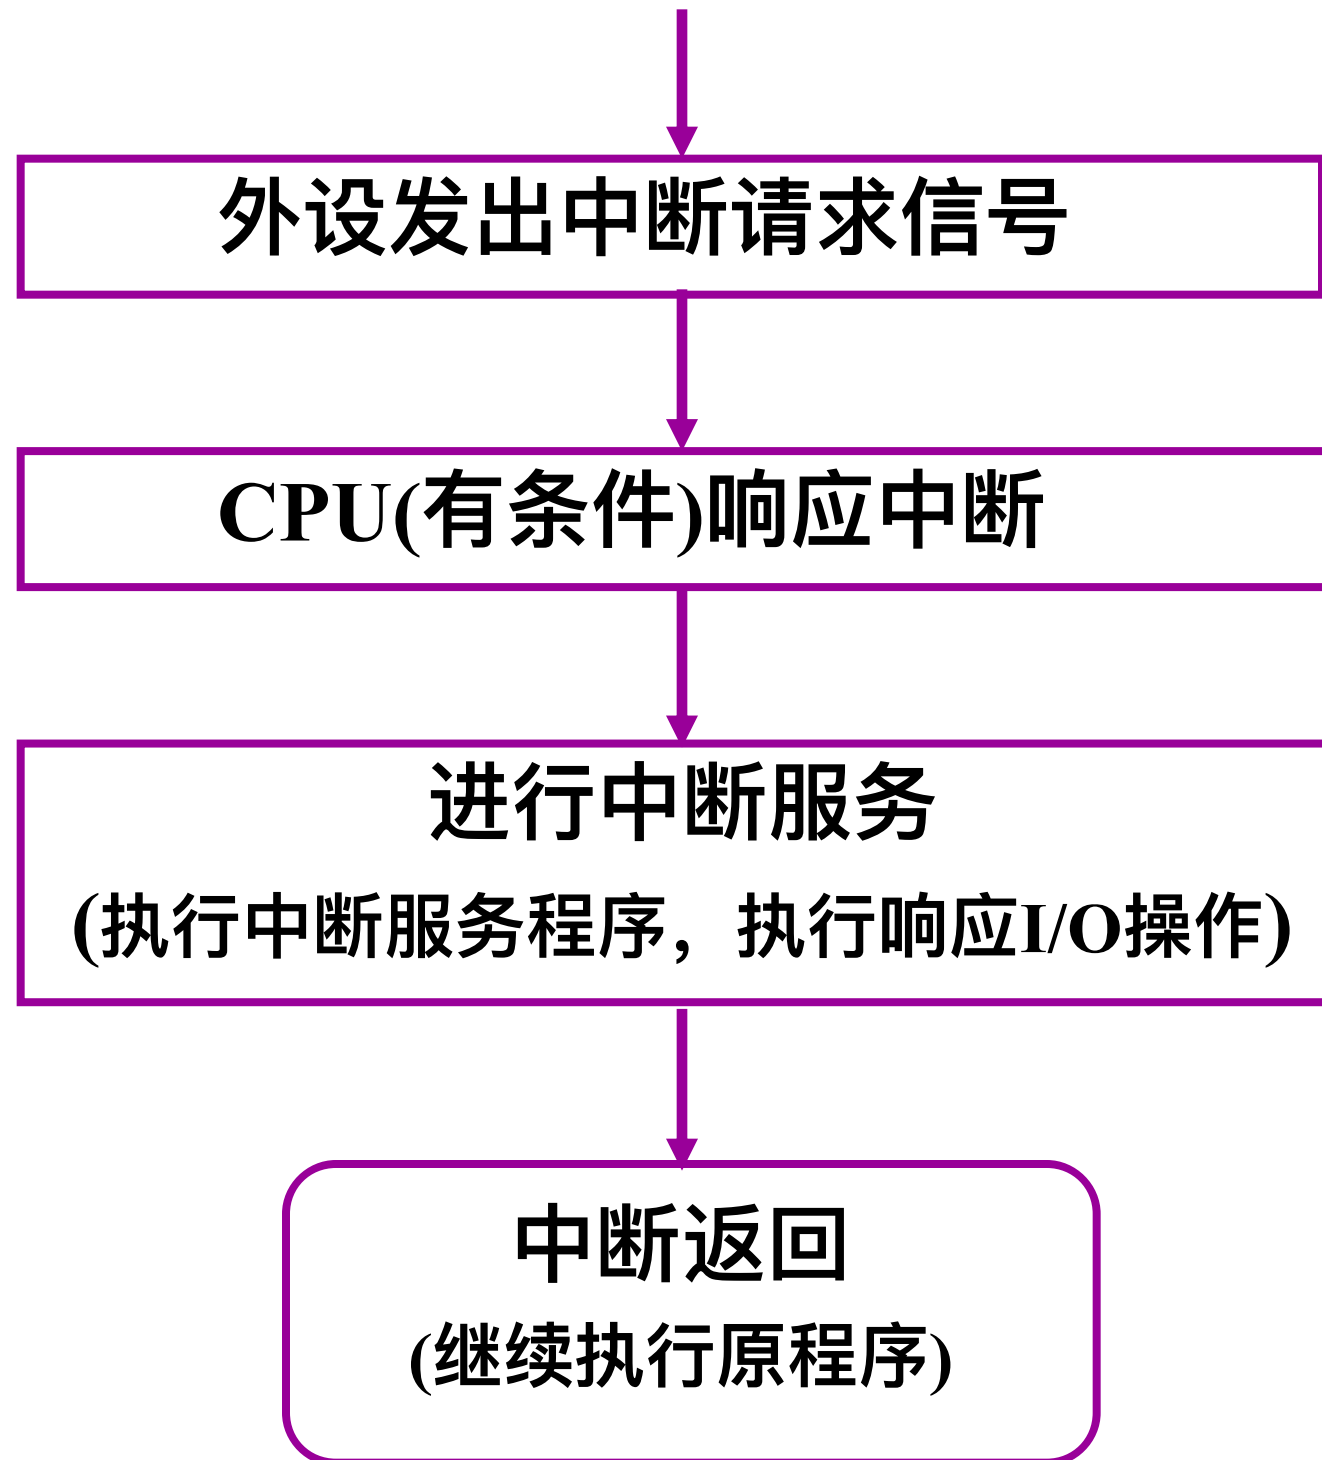 外设发出中断请求信号
CPU(有条件)响应中断
进行中断服务
(执行中断服务程序，执行响应I/O操作)
中断返回
(继续执行原程序)